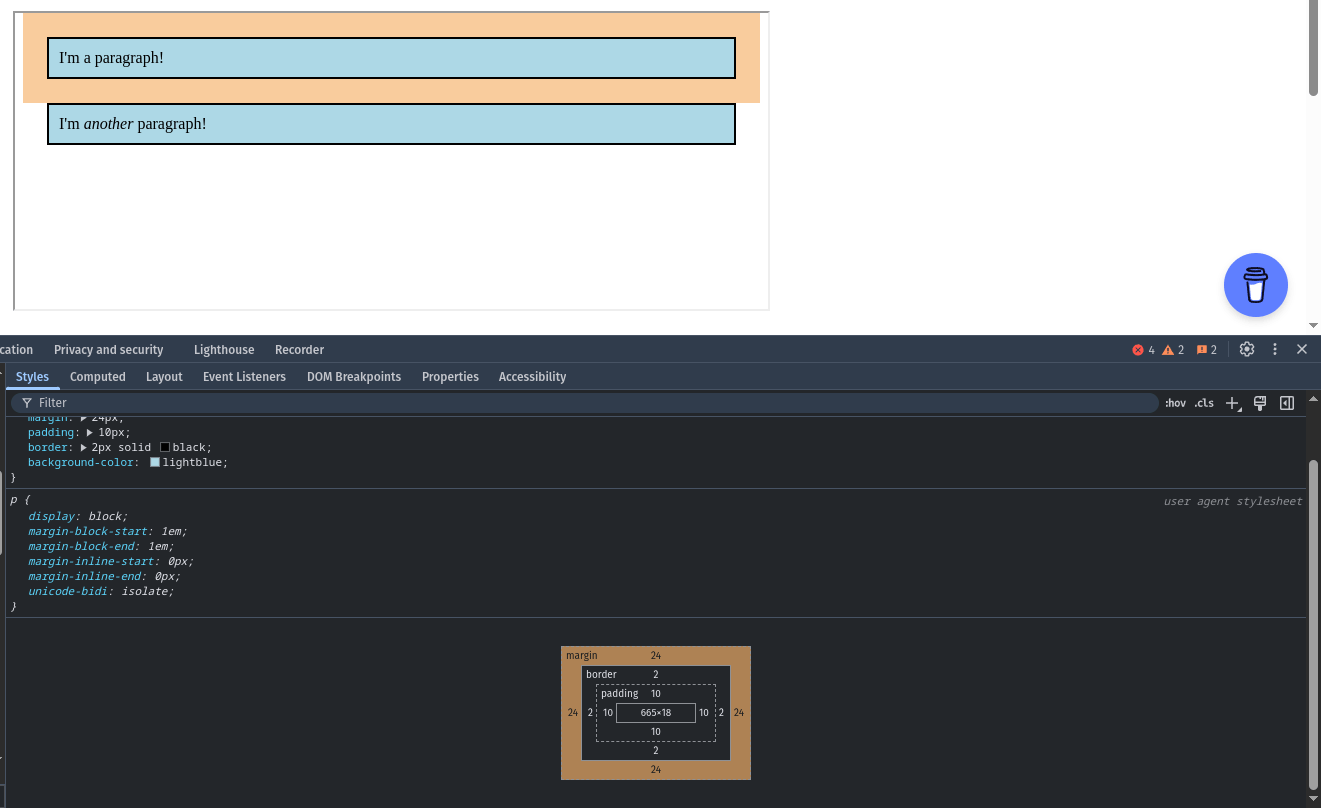 I'm a paragraph!
I'm another paragraph!
cation Privacy and security Lighthouse Recorder 4 2 2
Styles Computed Layout Event Listeners DOM Breakpoints Properties Accessibility
Filter :hov .cls
margin: 24px;
padding: 10px;
border: 2px solid black;
background-color: lightblue;
}
p { user agent stylesheet
display: block;
margin-block-start: 1em;
margin-block-end: 1em;
margin-inline-start: 0px;
margin-inline-end: 0px;
unicode-bidi: isolate;
}
margin 24
border 2
padding 10
24 2 10 665×18 10 2 24
10
2
24